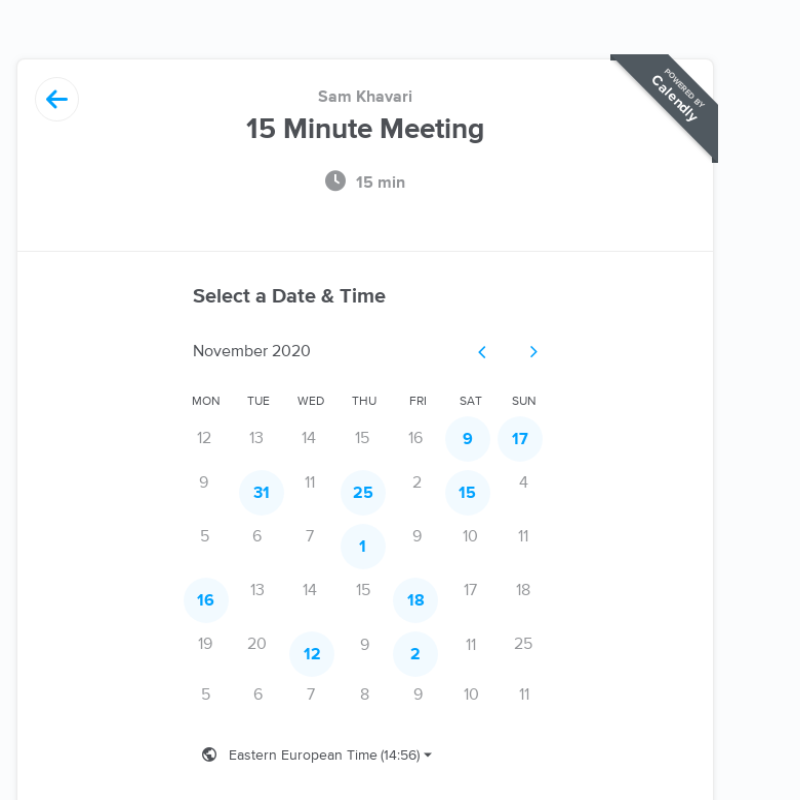 POWERED BY
Calendly
Sam Khavari
15 Minute Meeting
15 min
Select a Date & Time
November 2020
MON TUE WED THU FRI SAT SUN
12 13 14 15 16 9 17
9 31 11 25 2 15 4
5 6 7 1 9 10 11
16 13 14 15 18 17 18
19 20 12 9 2 11 25
5 6 7 8 9 10 11
Eastern European Time (14:56)